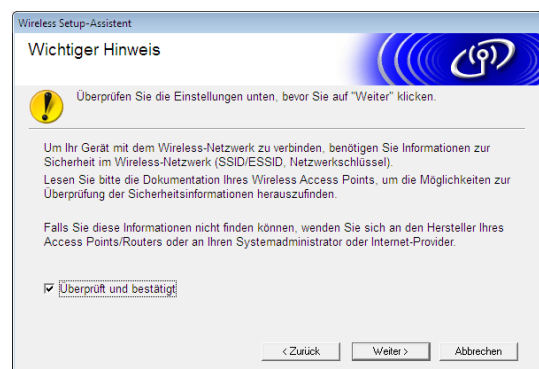 Wireless Setup-Assistent
Wichtiger Hinweis
Überprüfen Sie die Einstellungen unten, bevor Sie auf "Weiter" klicken.
Um Ihr Gerät mit dem Wireless-Netzwerk zu verbinden, benötigen Sie Informationen zur
Sicherheit im Wireless-Netzwerk (SSID/ESSID, Netzwerkschlüssel).
Lesen Sie bitte die Dokumentation Ihres Wireless Access Points, um die Möglichkeiten zur
Überprüfung der Sicherheitsinformationen herauszufinden.
Falls Sie diese Informationen nicht finden können, wenden Sie sich an den Hersteller Ihres
Access Points/Routers oder an Ihren Systemadministrator oder Internet-Provider.
Überprüft und bestätigt
< Zurück Weiter > Abbrechen